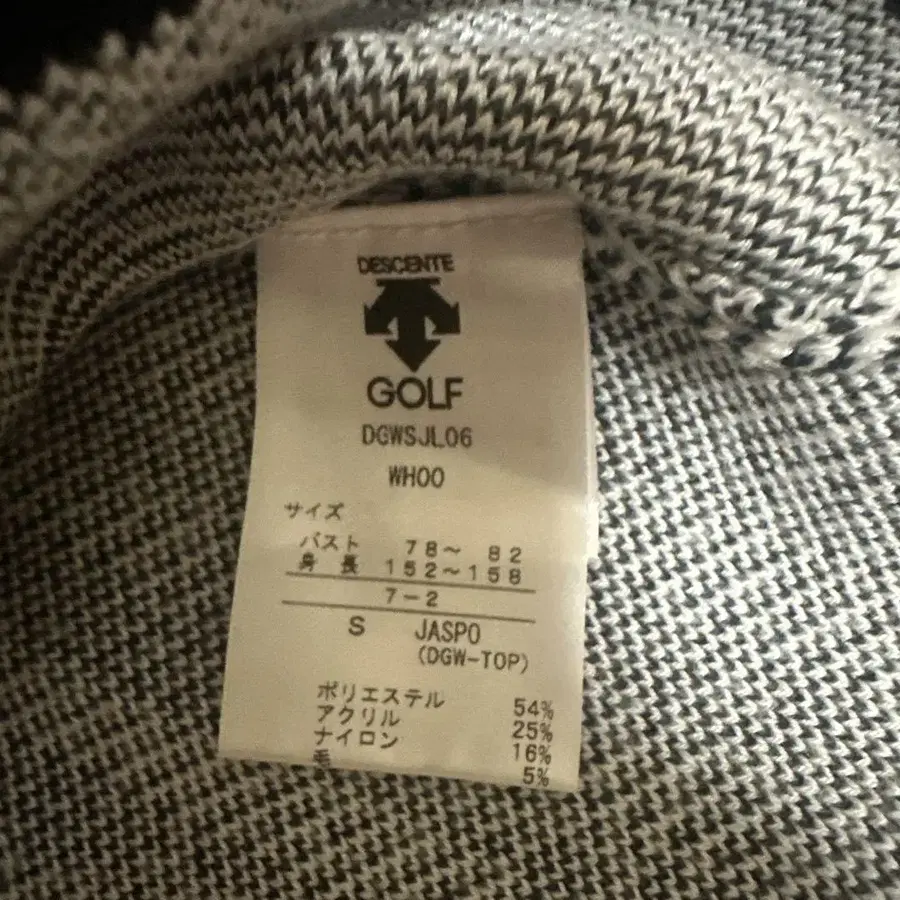 DESCENTE
GOLF
DGWSJL06
WH00
サイズ
バスト 78～ 82
身長 152～158
7-2
S JASPO
(DGW-TOP)
ポリエステル 54%
アクリル 25%
ナイロン 16%
毛 5%